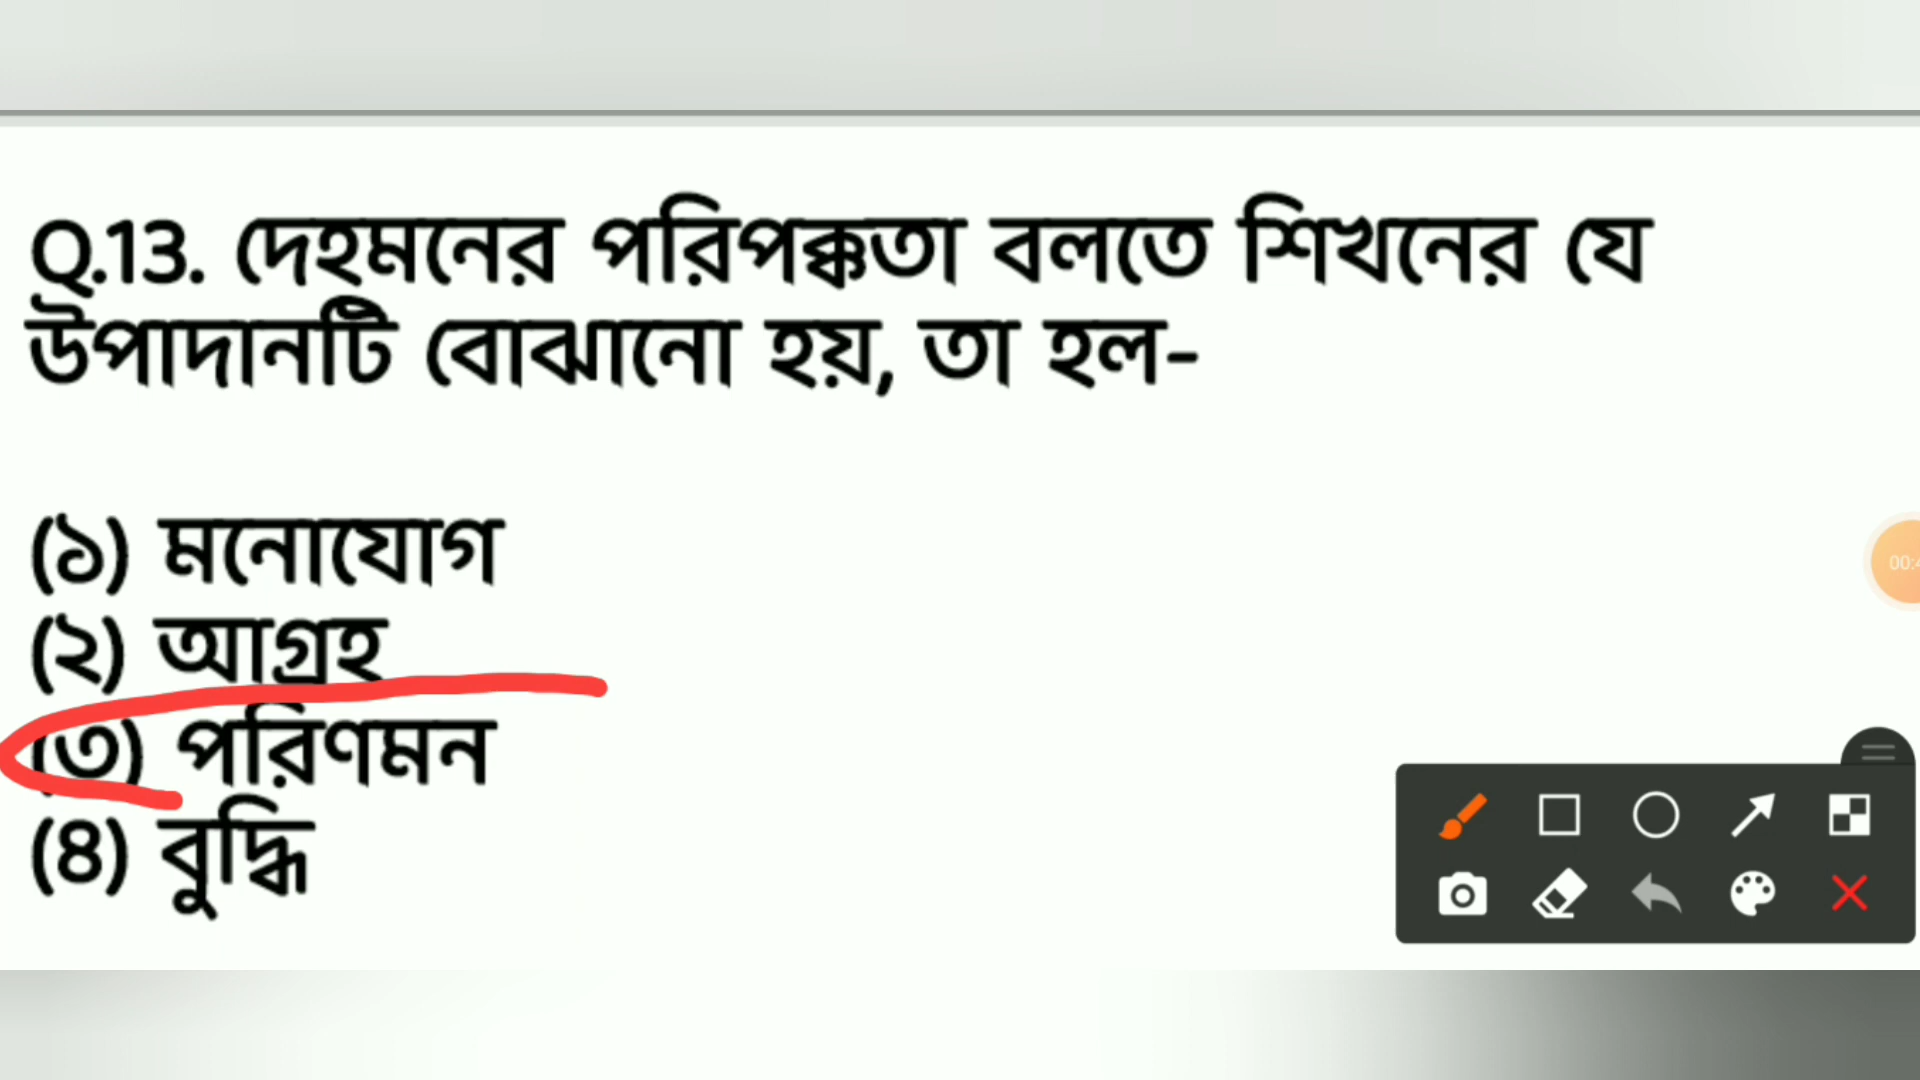 Q.13. দেহমনের পরিপক্কতা বলতে শিখনের যে
উপাদানটি বোঝানো হয়, তা হল-
(১) মনোযোগ
(২) আগ্রহ
(৩) পরিণমন
(৪) বুদ্ধি